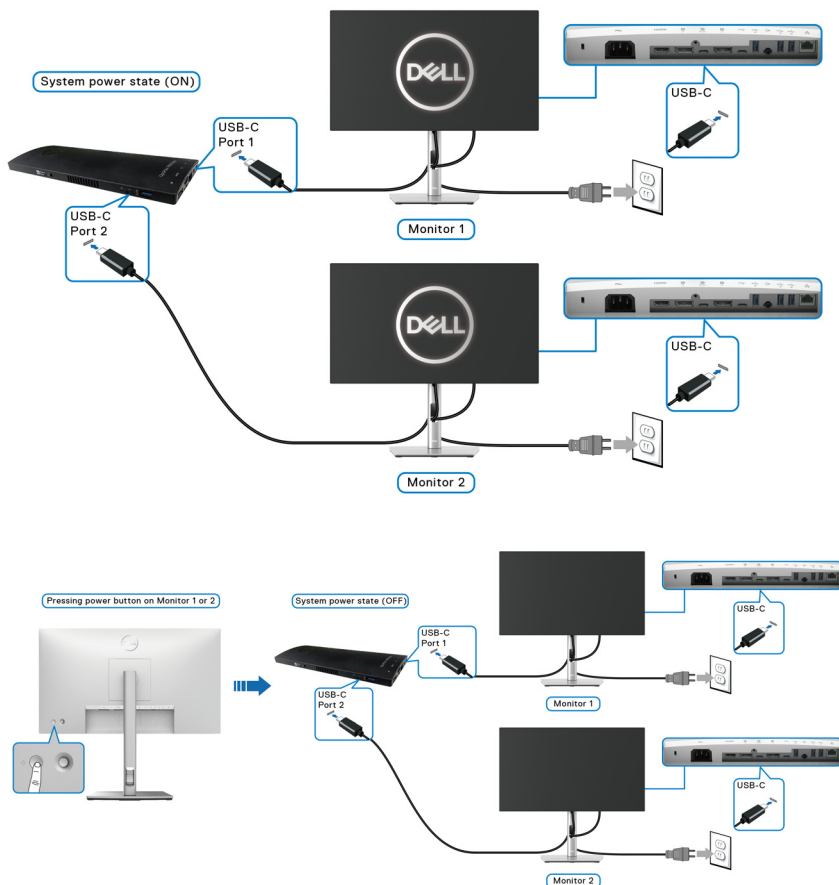 System power state (ON)
USB-C
Port 1
DELL
USB-C
Monitor 1
USB-C
Port 2
DELL
USB-C
Monitor 2
Pressing power button on Monitor 1 or 2
System power state (OFF)
USB-C
Port 1
USB-C
Monitor 1
USB-C
Port 2
USB-C
Monitor 2